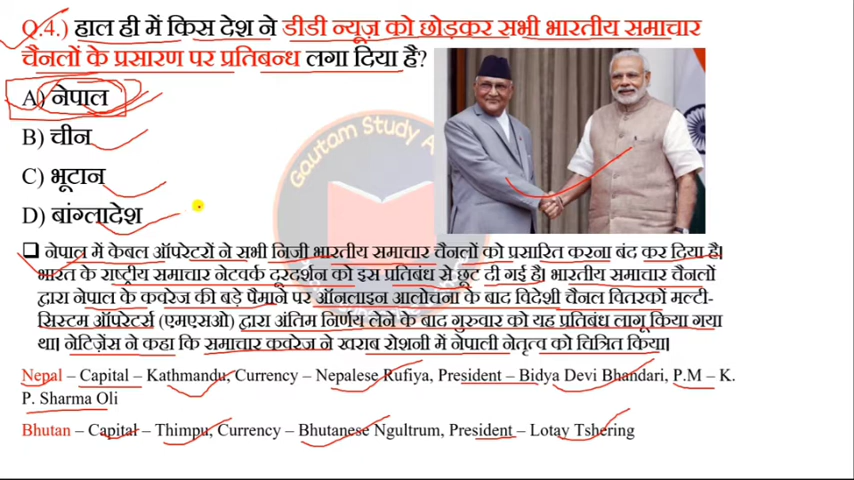 Q.4.) हाल ही में किस देश ने डीडी न्यूज़ को छोड़कर सभी भारतीय समाचार
चैनलों के प्रसारण पर प्रतिबन्ध लगा दिया है?
A) नेपाल
B) चीन
C) भूटान
D) बांग्लादेश
Gautam Study
नेपाल में केबल ऑपरेटरों ने सभी निजी भारतीय समाचार चैनलों को प्रसारित करना बंद कर दिया है।
भारत के राष्ट्रीय समाचार नेटवर्क दूरदर्शन को इस प्रतिबंध से छूट दी गई है। भारतीय समाचार चैनलों
द्वारा नेपाल के कवरेज की बड़े पैमाने पर ऑनलाइन आलोचना के बाद विदेशी चैनल वितरकों मल्टी-
सिस्टम ऑपरेटर्स (एमएसओ) द्वारा अंतिम निर्णय लेने के बाद गुरुवार को यह प्रतिबंध लागू किया गया
था। नेटिज़ेंस ने कहा कि समाचार कवरेज ने खराब रोशनी में नेपाली नेतृत्व को चित्रित किया।
Nepal – Capital – Kathmandu, Currency – Nepalese Rufiya, President – Bidya Devi Bhandari, P.M – K.
P. Sharma Oli
Bhutan – Capital – Thimpu, Currency – Bhutanese Ngultrum, President – Lotay Tshering